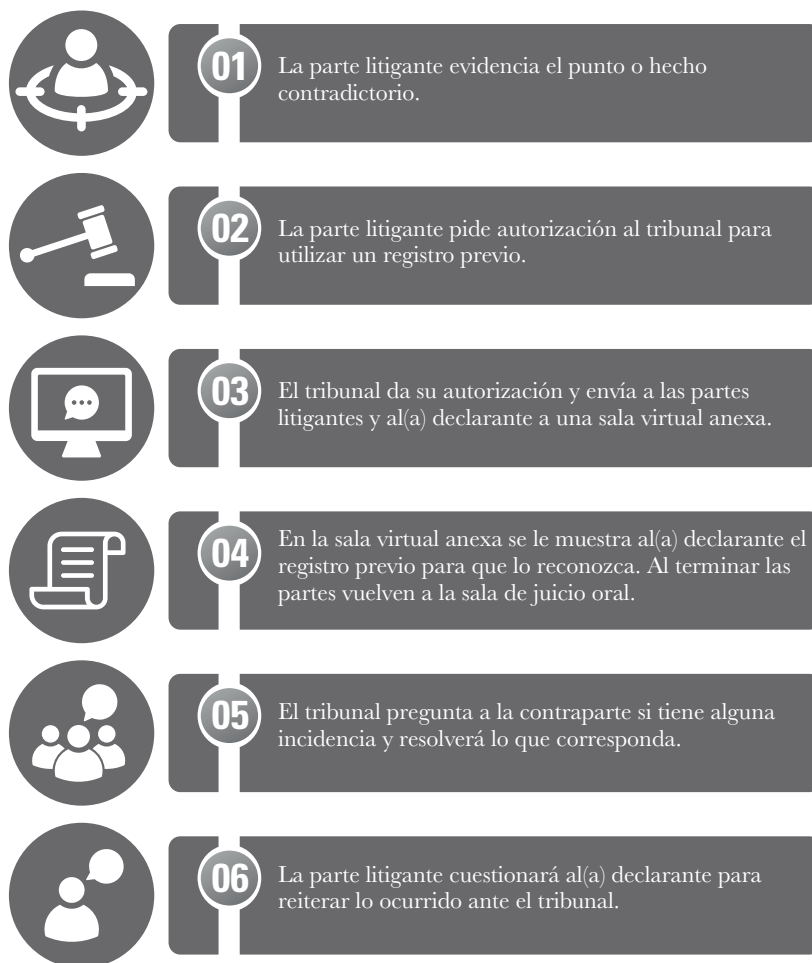 01
La parte litigante evidencia el punto o hecho
contradictorio.
02
La parte litigante pide autorización al tribunal para
utilizar un registro previo.
03
El tribunal da su autorización y envía a las partes
litigantes y al(a) declarante a una sala virtual anexa.
04
En la sala virtual anexa se le muestra al(a) declarante el
registro previo para que lo reconozca. Al terminar las
partes vuelven a la sala de juicio oral.
05
El tribunal pregunta a la contraparte si tiene alguna
incidencia y resolverá lo que corresponda.
06
La parte litigante cuestionará al(a) declarante para
reiterar lo ocurrido ante el tribunal.